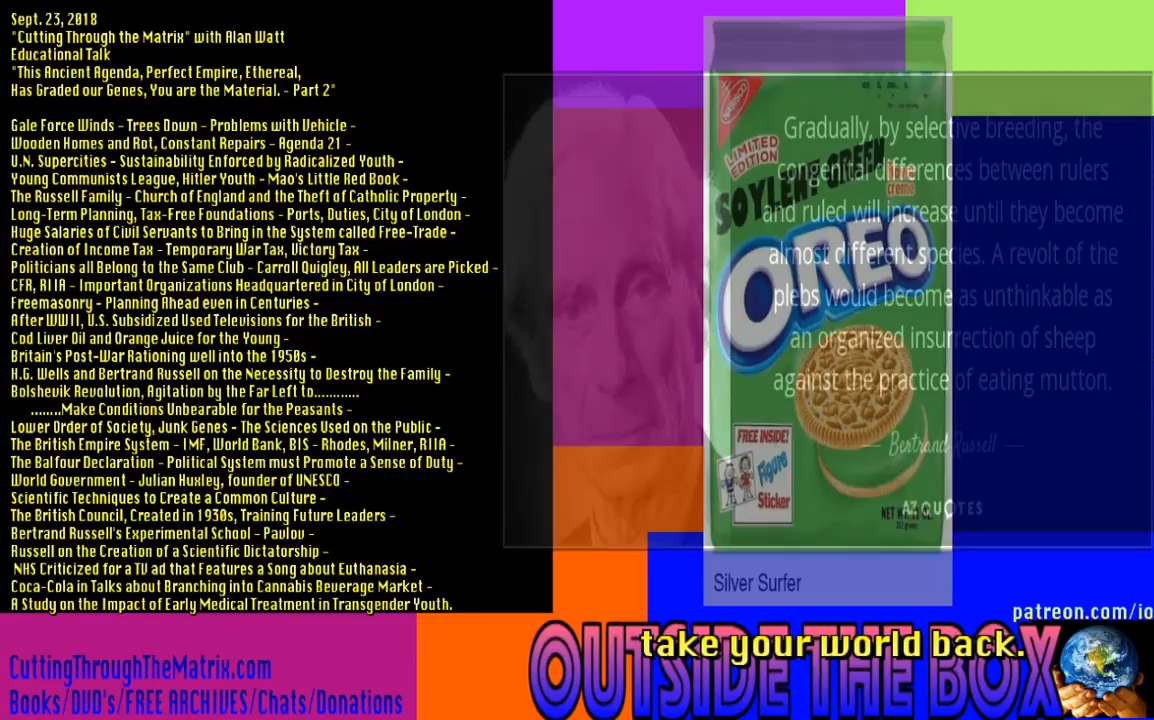 Sept. 23, 2018
"Cutting Through the Matrix" with Alan Watt
Educational Talk
"This Ancient Agenda, Perfect Empire, Ethereal,
Has Graded our Genes, You are the Material. - Part 2"
Gale Force Winds - Trees Down - Problems with Vehicle -
Wooden Homes and Rot, Constant Repairs - Agenda 21 -
U.N. Supercities - Sustainability Enforced by Radicalized Youth -
Young Communists League, Hitler Youth - Mao's Little Red Book -
The Russell Family - Church of England and the Theft of Catholic Property -
Long-Term Planning, Tax-Free Foundations - Ports, Duties, City of London -
Huge Salaries of Civil Servants to Bring in the System called Free-Trade -
Creation of Income Tax - Temporary War Tax, Victory Tax -
Politicians all Belong to the Same Club - Carroll Quigley, All Leaders are Picked -
CFR, RIIA - Important Organizations Headquartered in City of London -
Freemasonry - Planning Ahead even in Centuries -
After WWII, U.S. Subsidized Used Televisions for the British -
Cod Liver Oil and Orange Juice for the Young -
Britain's Post-War Rationing well into the 1950s -
H.G. Wells and Bertrand Russell on the Necessity to Destroy the Family -
Bolshevik Revolution, Agitation by the Far Left to............
........Make Conditions Unbearable for the Peasants -
Lower Order of Society, Junk Genes - The Sciences Used on the Public -
The British Empire System - IMF, World Bank, BIS - Rhodes, Milner, RIIA -
The Balfour Declaration - Political System must Promote a Sense of Duty -
World Government - Julian Huxley, founder of UNESCO -
Scientific Techniques to Create a Common Culture -
The British Council, Created in 1930s, Training Future Leaders -
Bertrand Russell's Experimental School - Pavlov -
Russell on the Creation of a Scientific Dictatorship -
NHS Criticized for a TV ad that Features a Song about Euthanasia -
Coca-Cola in Talks about Branching into Cannabis Beverage Market -
A Study on the Impact of Early Medical Treatment in Transgender Youth.
CuttingThroughTheMatrix.com
Books/DVD's/FREE ARCHIVES/Chats/Donations
Gradually, by selective breeding, the
congenital differences between rulers
and ruled will increase until they become
almost different species. A revolt of the
plebs would become as unthinkable as
an organized insurrection of sheep
against the practice of eating mutton.
— Bertrand Russell —
AZ QUOTES
NABISCO
LIMITED
EDITION
SOYLENT GREEN
creme
OREO
FREE INSIDE!
Figure
Sticker
NET WT.
Silver Surfer
patreon.com/io
OUTSIDE THE BOX
take your world back.